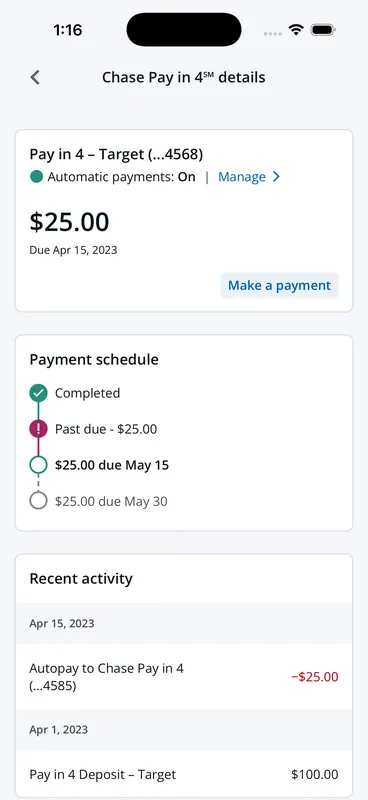 1:16
Chase Pay in 4℠ details
Pay in 4 – Target (...4568)
Automatic payments: On | Manage
$25.00
Due Apr 15, 2023
Make a payment
Payment schedule
Completed
Past due - $25.00
$25.00 due May 15
$25.00 due May 30
Recent activity
Apr 15, 2023
Autopay to Chase Pay in 4
(...4585)
−$25.00
Apr 1, 2023
Pay in 4 Deposit – Target
$100.00